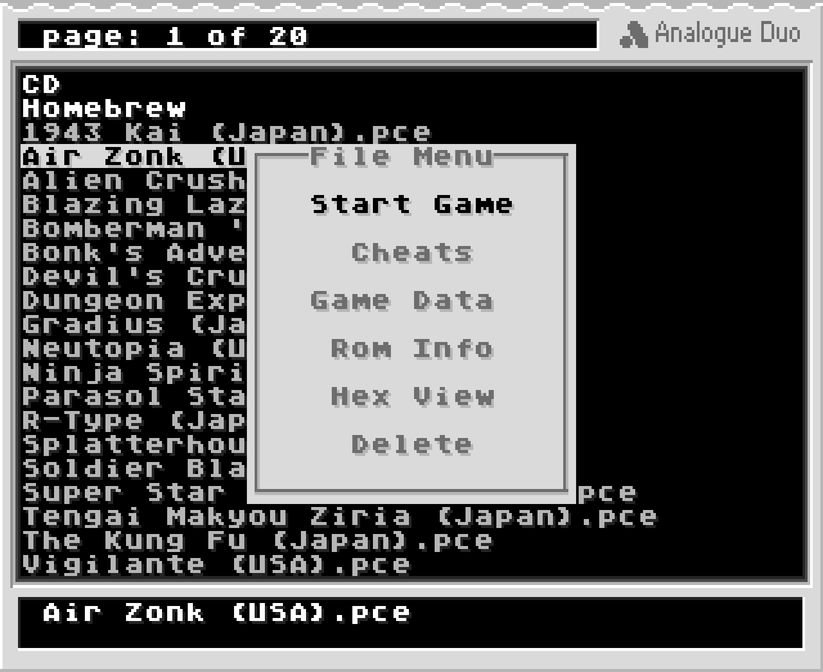 page: 1 of 20
Analogue Duo
CD
Homebrew
1943 Kai (Japan).pce
Air Zonk (U
Alien Crush
Blazing Laz
Bomberman '
Bonk's Adve
Devil's Cru
Dungeon Exp
Gradius (Ja
Neutopia (U
Ninja Spiri
Parasol Sta
R-Type (Jap
Splatterhou
Soldier Bla
Super Star pce
Tengai Makyou Ziria (Japan).pce
The Kung Fu (Japan).pce
Vigilante (USA).pce
File Menu
Start Game
Cheats
Game Data
Rom Info
Hex View
Delete
Air Zonk (USA).pce